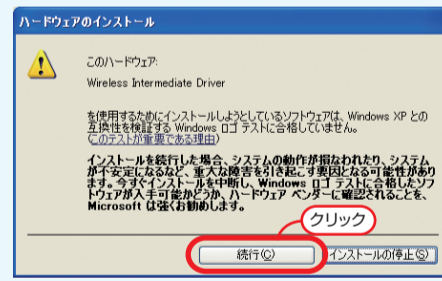 ハードウェアのインストール
このハードウェア:
Wireless Intermediate Driver
を使用するためにインストールしようとしているソフトウェアは、Windows XP との
互換性を検証する Windows ロゴ テストに合格していません。
(このテストが重要である理由)
インストールを続行した場合、システムの動作が損なわれたり、システム
が不安定になるなど、重大な障害を引き起こす要因となる可能性があり
ます。今すぐインストールを中断し、Windows ロゴ テストに合格したソフ
トウェアが入手可能かどうか、ハードウェア ベンダーに確認されることを、
Microsoft は強くお勧めします。
クリック
続行(C)
インストールの停止(S)